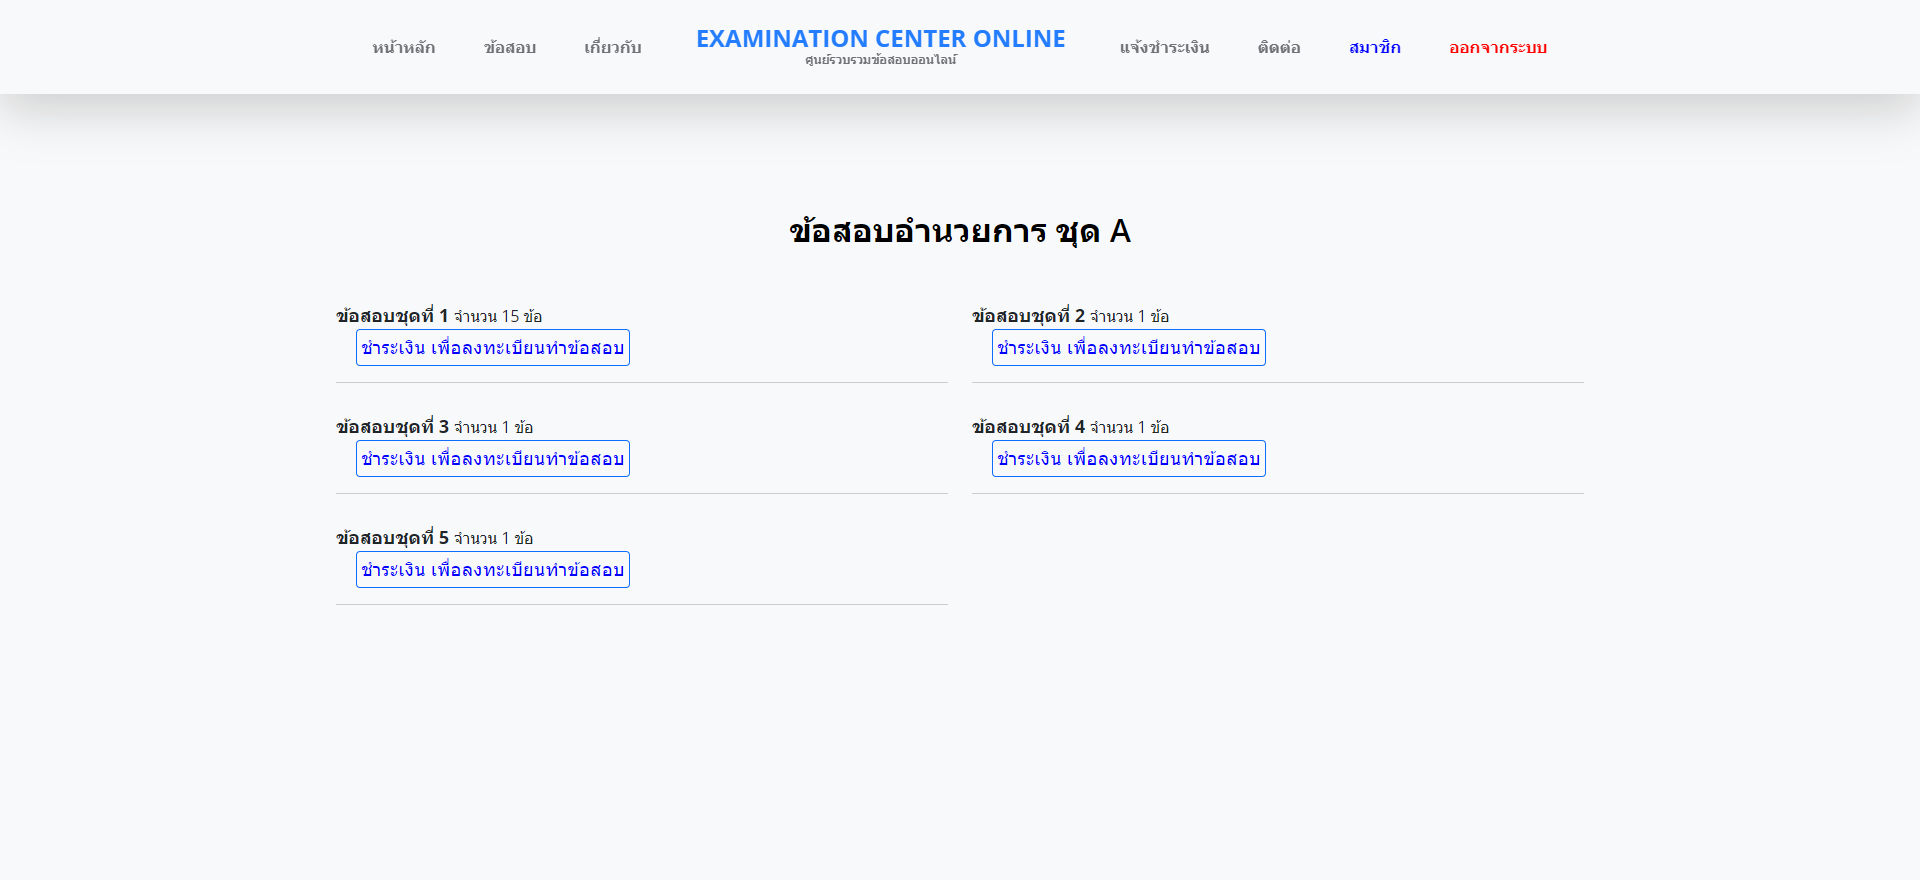 หน้าหลัก
ข้อสอบ
เกี่ยวกับ
EXAMINATION CENTER ONLINE
ศูนย์รวบรวมข้อสอบออนไลน์
แจ้งชำระเงิน
ติดต่อ
สมาชิก
ออกจากระบบ
ข้อสอบอำนวยการ ชุด A
ข้อสอบชุดที่ 1 จำนวน 15 ข้อ
ชำระเงิน เพื่อลงทะเบียนทำข้อสอบ
ข้อสอบชุดที่ 2 จำนวน 1 ข้อ
ชำระเงิน เพื่อลงทะเบียนทำข้อสอบ
ข้อสอบชุดที่ 3 จำนวน 1 ข้อ
ชำระเงิน เพื่อลงทะเบียนทำข้อสอบ
ข้อสอบชุดที่ 4 จำนวน 1 ข้อ
ชำระเงิน เพื่อลงทะเบียนทำข้อสอบ
ข้อสอบชุดที่ 5 จำนวน 1 ข้อ
ชำระเงิน เพื่อลงทะเบียนทำข้อสอบ